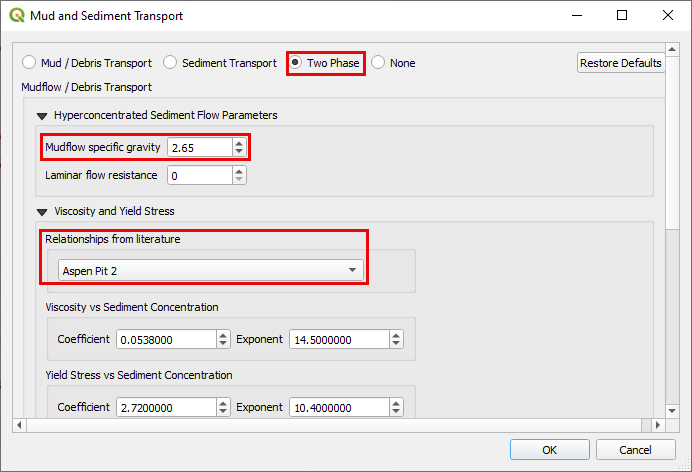 Mud and Sediment Transport
Mud / Debris Transport Sediment Transport Two Phase None Restore Defaults
Mudflow / Debris Transport
Hyperconcentrated Sediment Flow Parameters
Mudflow specific gravity 2.65
Laminar flow resistance 0
Viscosity and Yield Stress
Relationships from literature
Aspen Pit 2
Viscosity vs Sediment Concentration
Coefficient 0.0538000 Exponent 14.5000000
Yield Stress vs Sediment Concentration
Coefficient 2.7200000 Exponent 10.4000000
OK Cancel